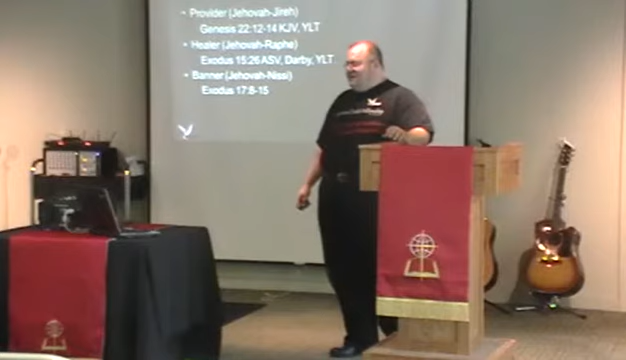 • Provider (Jehovah-Jireh)
Genesis 22:12-14 KJV, YLT
• Healer (Jehovah-Raphe)
Exodus 15:26 ASV, Darby, YLT
• Banner (Jehovah-Nissi)
Exodus 17:8-15